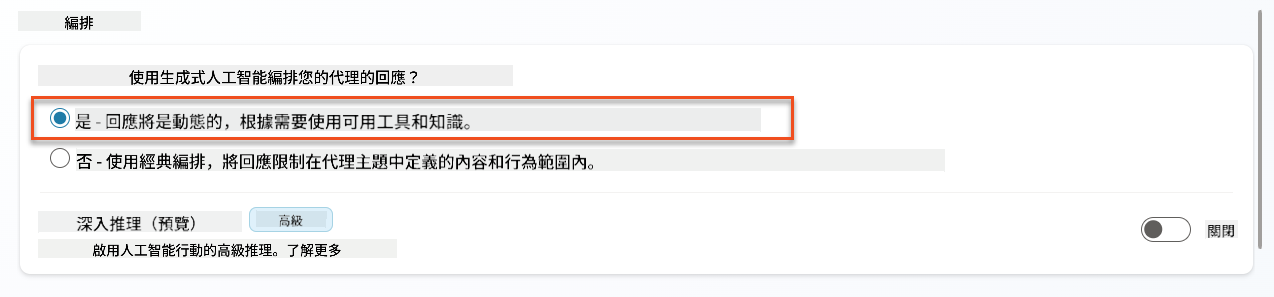 編排
使用生成式人工智能編排您的代理的回應？
是 - 回應將是動態的，根據需要使用可用工具和知識。
否 - 使用經典編排，將回應限制在代理主題中定義的內容和行為範圍內。
深入推理（預覽） 高級
關閉
啟用人工智能行動的高級推理。了解更多